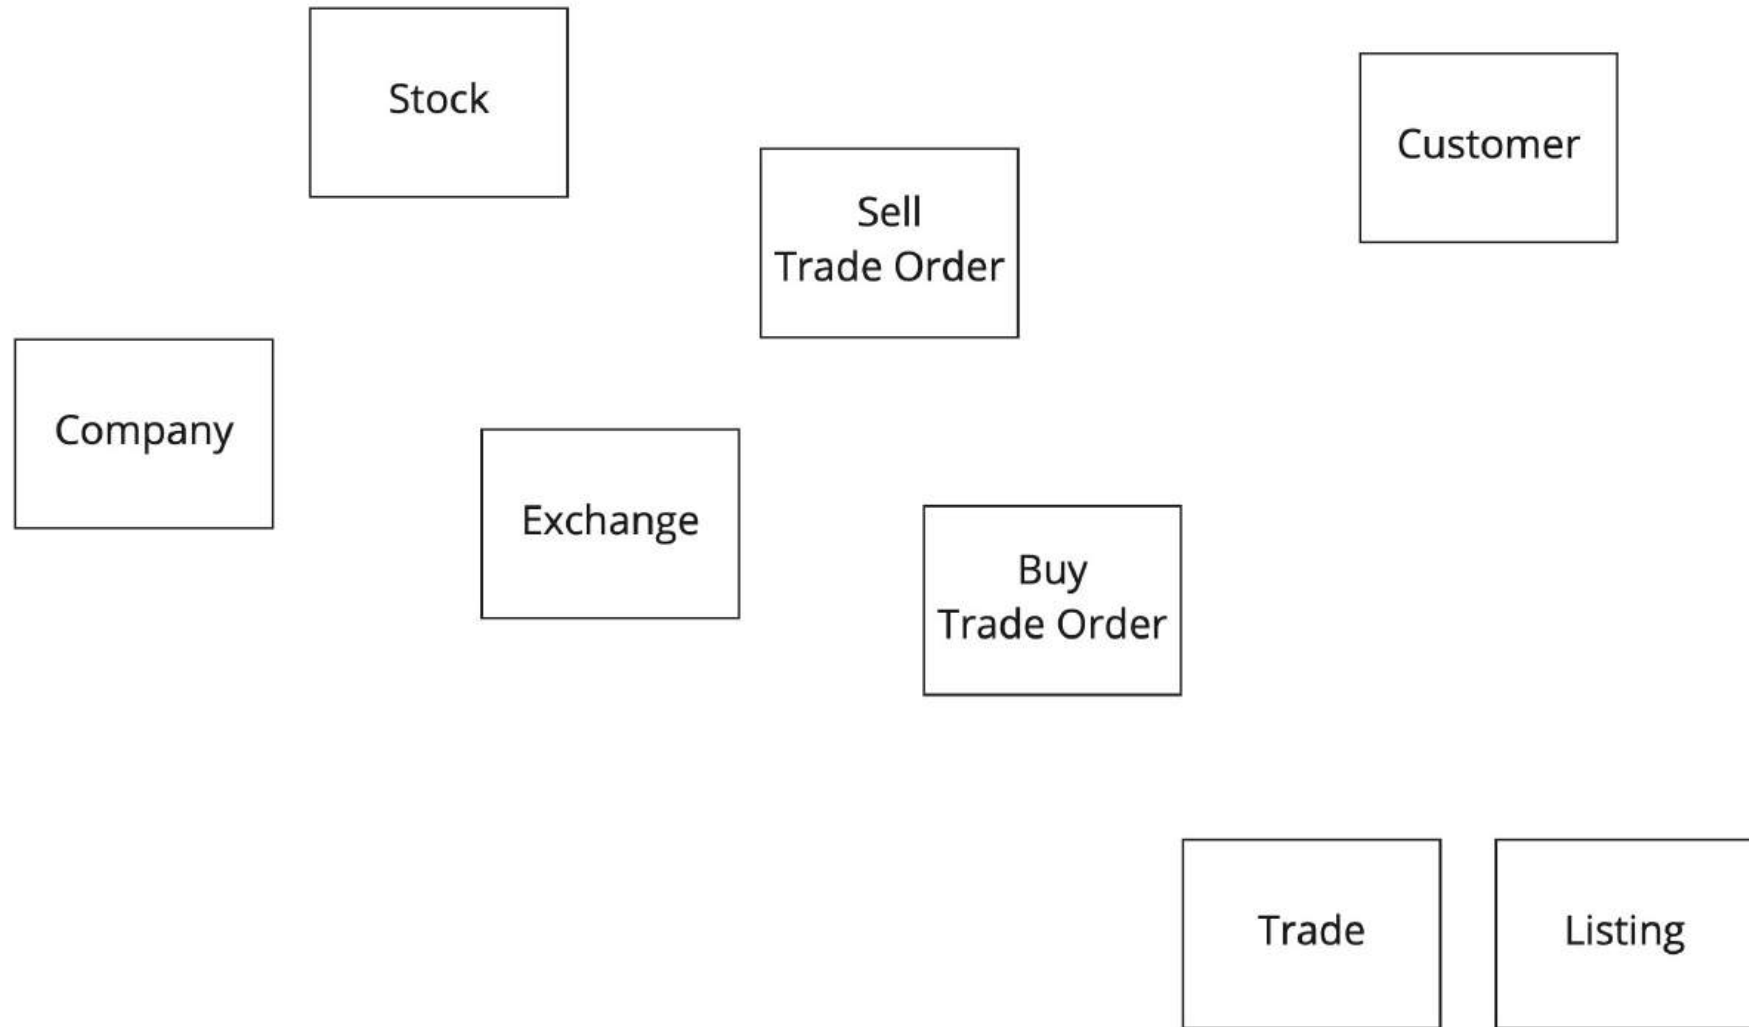 Stock
Customer
Sell
Trade Order
Company
Exchange
Buy
Trade Order
Trade
Listing